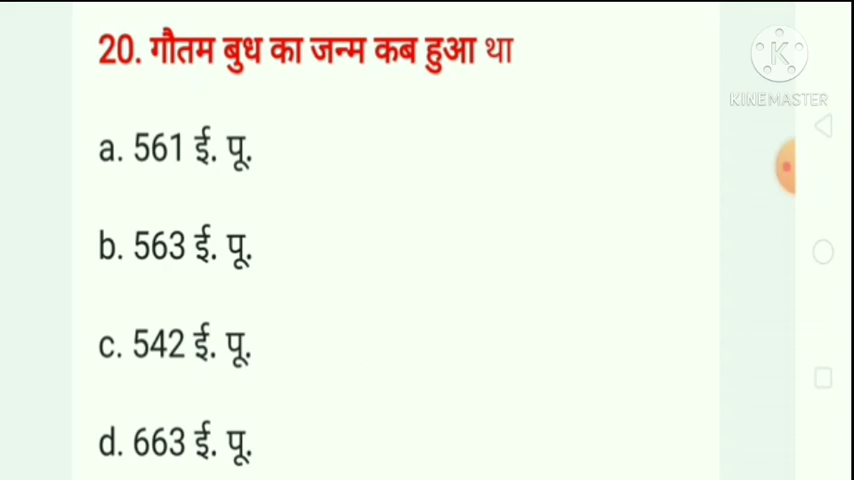 20. गौतम बुध का जन्म कब हुआ था
KINEMASTER
a. 561 ई. पू.
b. 563 ई. पू.
c. 542 ई. पू.
d. 663 ई. पू.